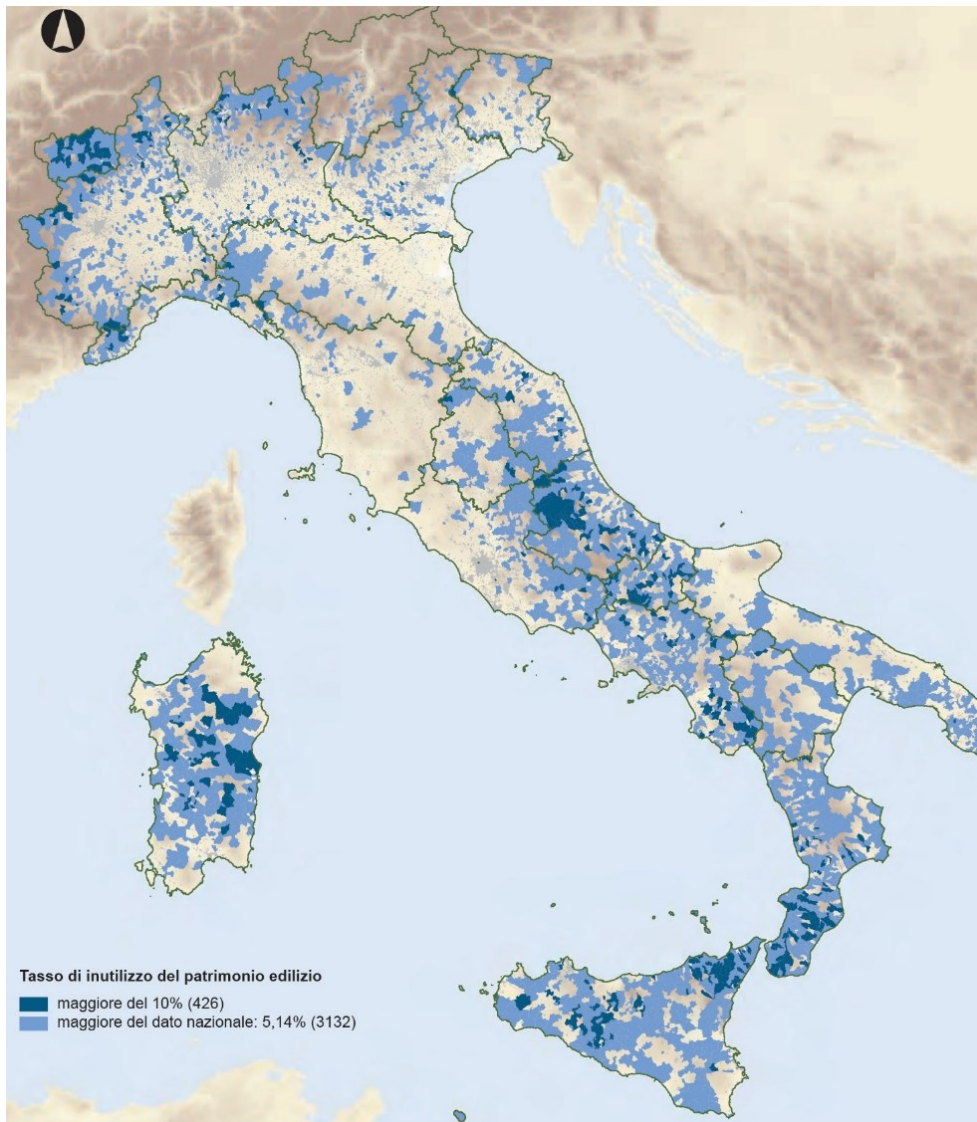 Tasso di inutilizzo del patrimonio edilizio
maggiore del 10% (426)
maggiore del dato nazionale: 5,14% (3132)